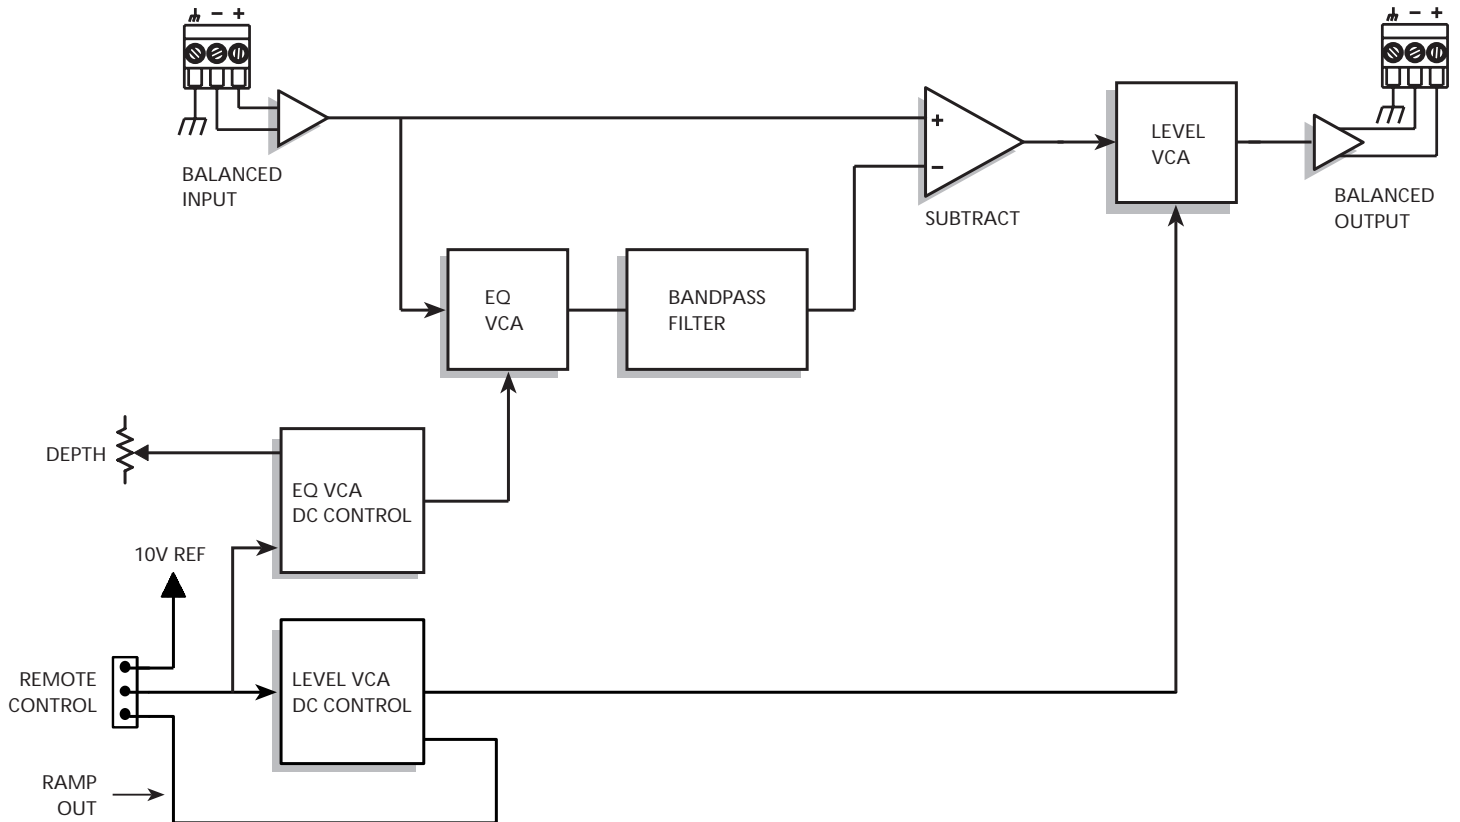 − +
− +
+
LEVEL
VCA
BALANCED
INPUT
−
BALANCED
OUTPUT
SUBTRACT
EQ
VCA
BANDPASS
FILTER
DEPTH
EQ VCA
DC CONTROL
10V REF
REMOTE
CONTROL
LEVEL VCA
DC CONTROL
RAMP
OUT